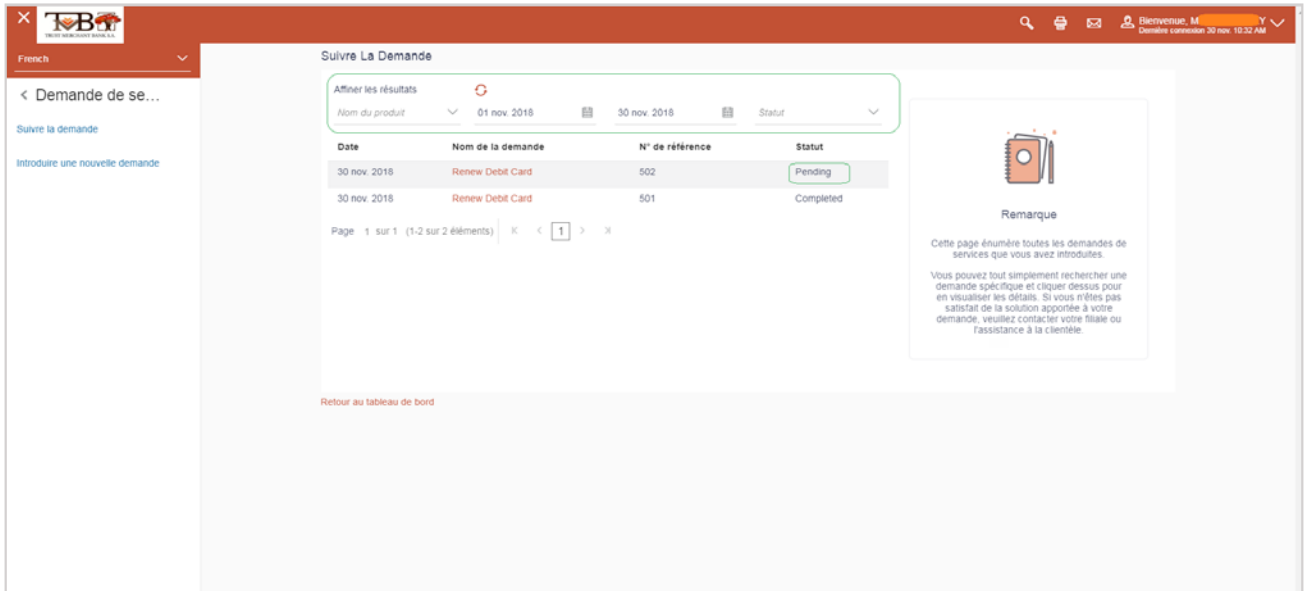 TMB
TRUST MERCHANT BANK S.A.
Bienvenue, M Y
Dernière connexion 30 nov. 10:32 AM
French
Demande de se...
Suivre la demande
Introduire une nouvelle demande
Suivre La Demande
Affiner les résultats
Nom du produit 01 nov. 2018 30 nov. 2018 Statut
Date Nom de la demande N° de référence Statut
30 nov. 2018 Renew Debit Card 502 Pending
30 nov. 2018 Renew Debit Card 501 Completed
Page 1 sur 1 (1-2 sur 2 éléments) K < 1 > >|
Remarque
Cette page énumère toutes les demandes de
services que vous avez introduites.
Vous pouvez tout simplement rechercher une
demande spécifique et cliquer dessus pour
en visualiser les détails. Si vous n'êtes pas
satisfait de la solution apportée à votre
demande, veuillez contacter votre filiale ou
l'assistance à la clientèle.
Retour au tableau de bord